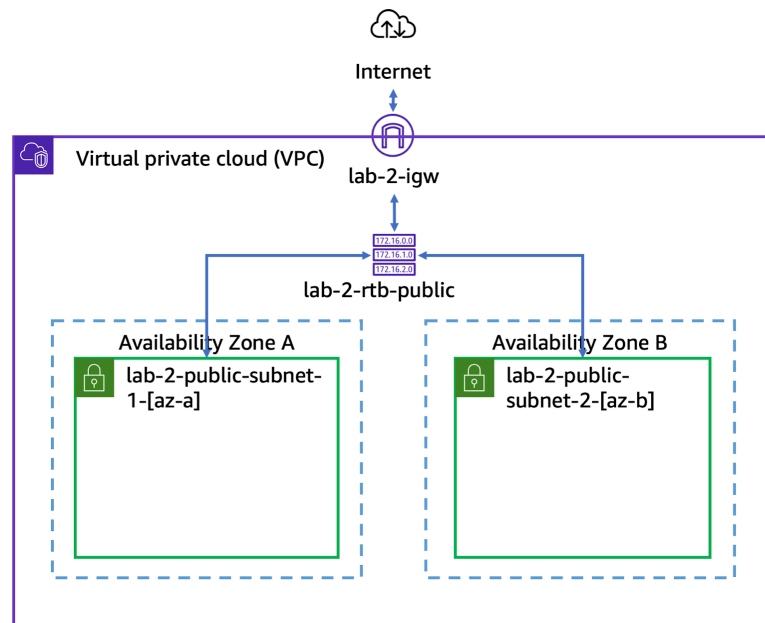 Internet
Virtual private cloud (VPC)
lab-2-igw
172.16.0.0
172.16.1.0
172.16.2.0
lab-2-rtb-public
Availability Zone A
lab-2-public-subnet-
1-[az-a]
Availability Zone B
lab-2-public-
subnet-2-[az-b]